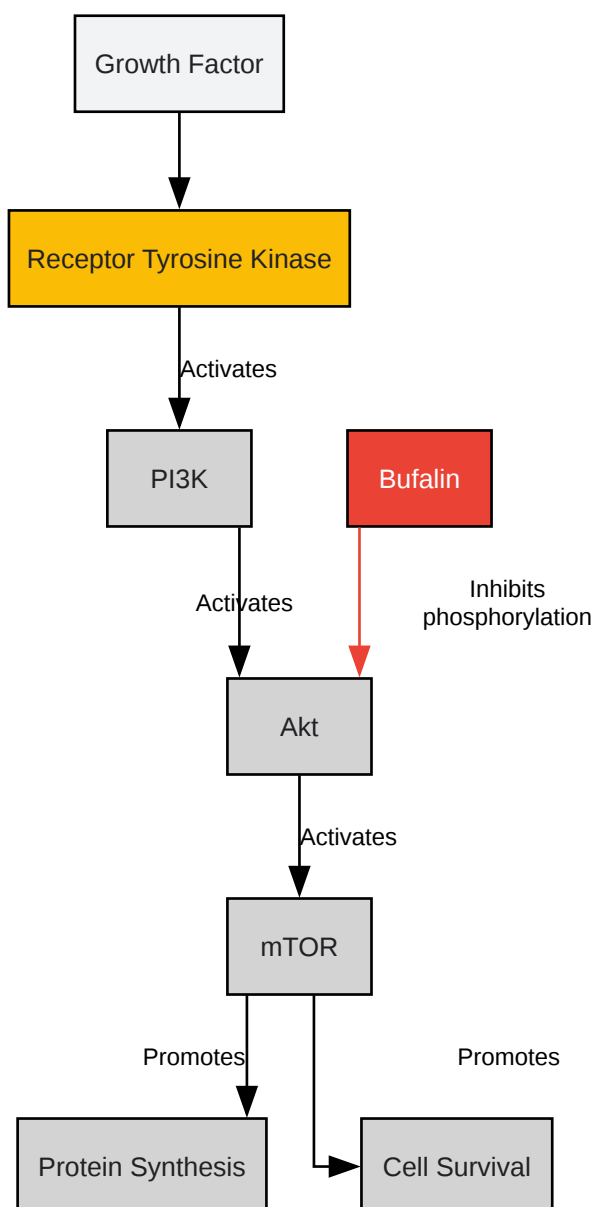 Growth Factor
Receptor Tyrosine Kinase
Activates
PI3K
Bufalin
Activates
Inhibits
phosphorylation
Akt
Activates
mTOR
Promotes
Promotes
Protein Synthesis
Cell Survival